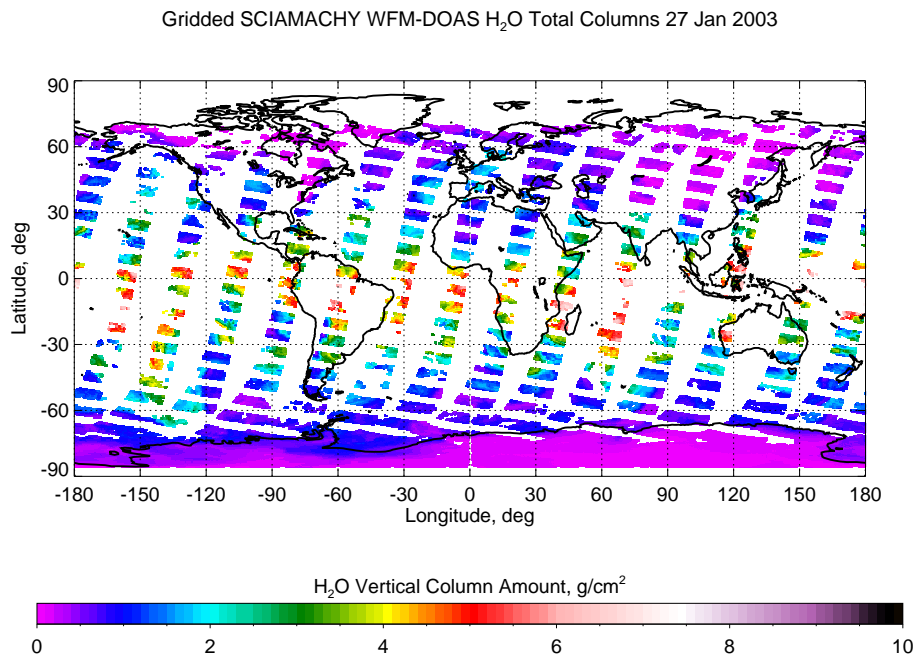 Gridded SCIAMACHY WFM-DOAS H₂O Total Columns 27 Jan 2003
90
60
30
0
-30
-60
-90
Latitude, deg
-180 -150 -120 -90 -60 -30 0 30 60 90 120 150 180
Longitude, deg
H₂O Vertical Column Amount, g/cm²
0 2 4 6 8 10